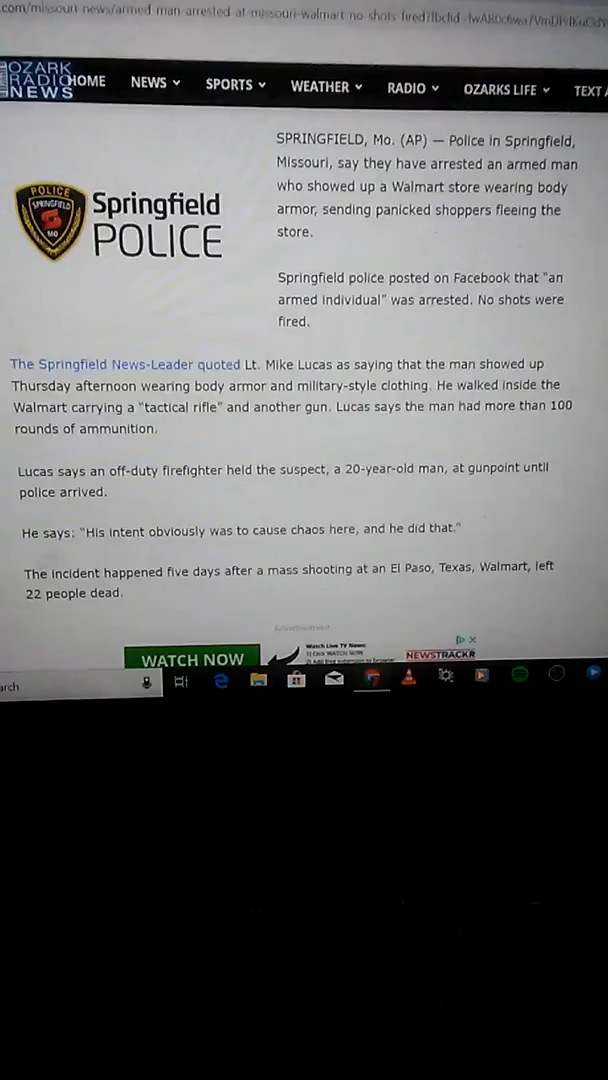 .com/missouri-news/armed-man-arrested-at-missouri-walmart-no-shots-fired
OZARK
RADIO
NEWS
HOME NEWS SPORTS WEATHER RADIO OZARKS LIFE TEXT A
SPRINGFIELD, Mo. (AP) — Police in Springfield,
Missouri, say they have arrested an armed man
who showed up a Walmart store wearing body
armor, sending panicked shoppers fleeing the
store.
POLICE
SPRINGFIELD
MO
Springfield
POLICE
Springfield police posted on Facebook that "an
armed individual" was arrested. No shots were
fired.
The Springfield News-Leader quoted Lt. Mike Lucas as saying that the man showed up
Thursday afternoon wearing body armor and military-style clothing. He walked inside the
Walmart carrying a "tactical rifle" and another gun. Lucas says the man had more than 100
rounds of ammunition.
Lucas says an off-duty firefighter held the suspect, a 20-year-old man, at gunpoint until
police arrived.
He says: "His intent obviously was to cause chaos here, and he did that."
The incident happened five days after a mass shooting at an El Paso, Texas, Walmart, left
22 people dead.
Advertisement
WATCH NOW
Watch Live TV News:
1) Click WATCH NOW
2) Add free extension to browser
NEWSTRACKR
arch